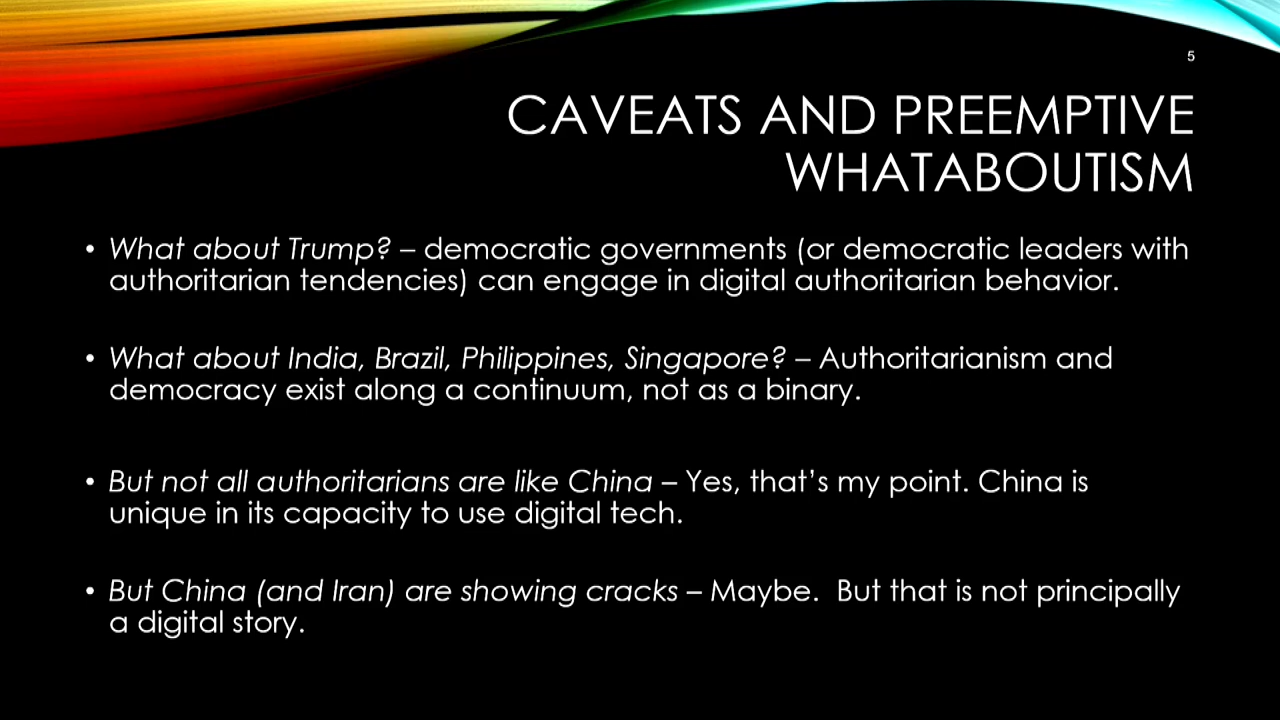 5
CAVEATS AND PREEMPTIVE
WHATABOUTISM
• What about Trump? – democratic governments (or democratic leaders with
authoritarian tendencies) can engage in digital authoritarian behavior.
• What about India, Brazil, Philippines, Singapore? – Authoritarianism and
democracy exist along a continuum, not as a binary.
• But not all authoritarians are like China – Yes, that’s my point. China is
unique in its capacity to use digital tech.
• But China (and Iran) are showing cracks – Maybe.  But that is not principally
a digital story.